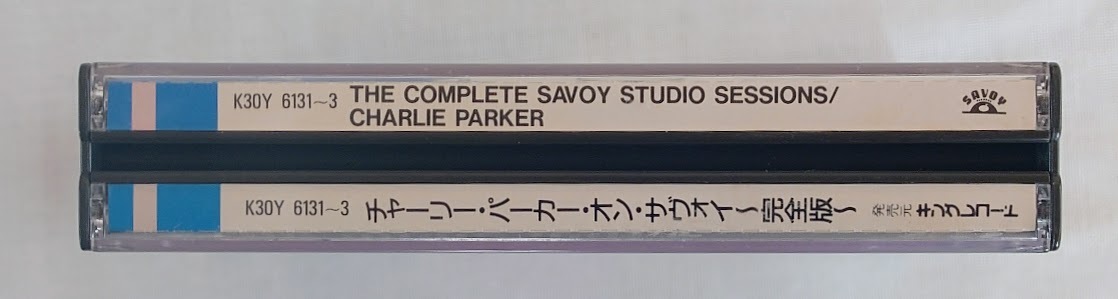 K30Y 6131~3 THE COMPLETE SAVOY STUDIO SESSIONS/
CHARLIE PARKER
SAVOY
K30Y 6131~3 チャーリー・パーカー・オン・サヴォイ〜完全版〜 発売元 キングレコード